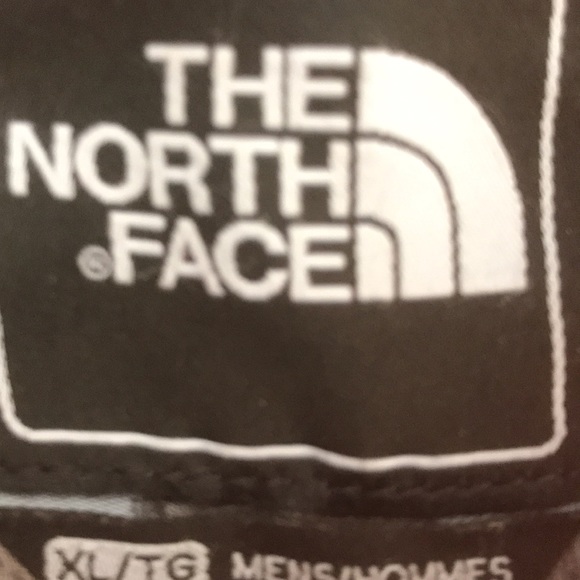 THE
NORTH
®FACE
XL/TG MENS/HOMMES